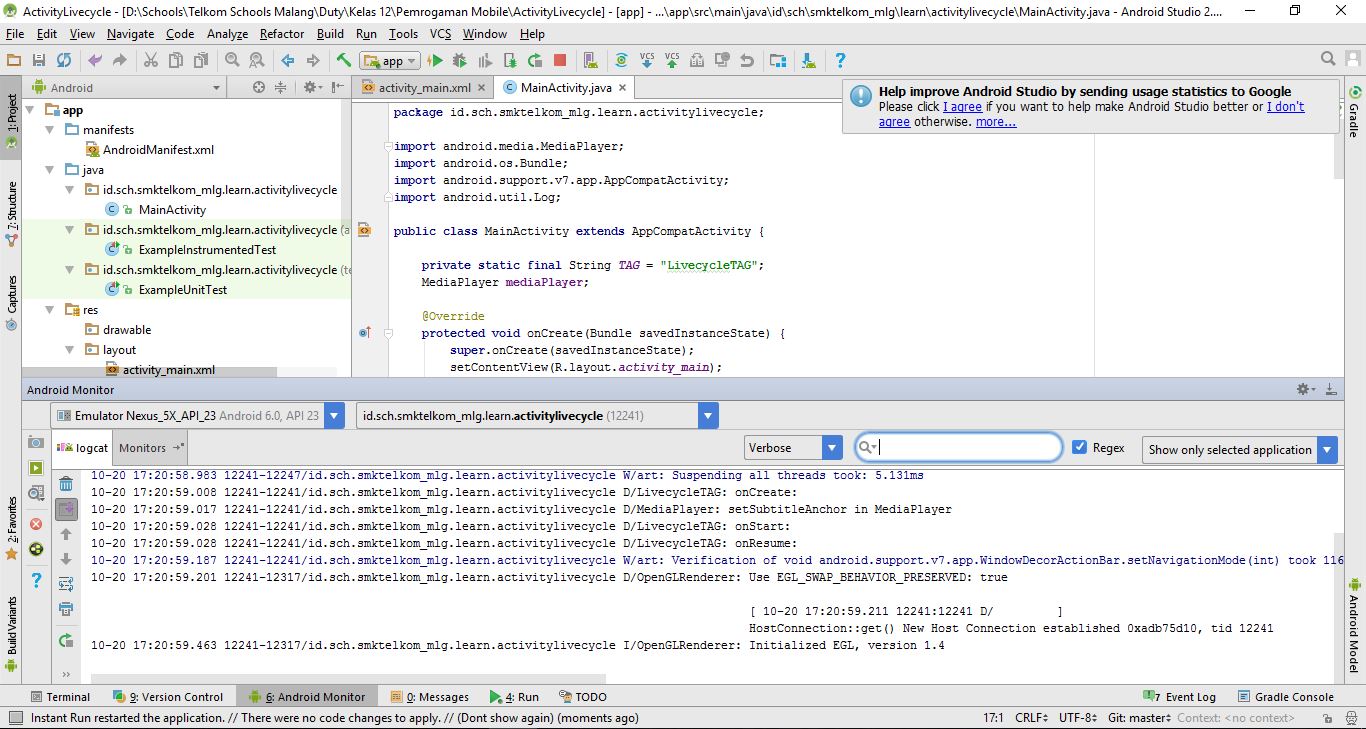 ActivityLivecycle - [D:\Schools\Telkom Schools Malang\Duty\Kelas 12\Pemrogaman Mobile\ActivityLivecycle] - [app] - ...\app\src\main\java\id\sch\smktelkom_mlg\learn\activitylivecycle\MainActivity.java - Android Studio 2....
File Edit View Navigate Code Analyze Refactor Build Run Tools VCS Window Help
app
VCS VCS
Android
activity_main.xml
MainActivity.java
1: Project
7: Structure
Captures
2: Favorites
Build Variants
app
manifests
AndroidManifest.xml
java
id.sch.smktelkom_mlg.learn.activitylivecycle
MainActivity
id.sch.smktelkom_mlg.learn.activitylivecycle (a
ExampleInstrumentedTest
id.sch.smktelkom_mlg.learn.activitylivecycle (te
ExampleUnitTest
res
drawable
layout
activity_main.xml
package id.sch.smktelkom_mlg.learn.activitylivecycle;
import android.media.MediaPlayer;
import android.os.Bundle;
import android.support.v7.app.AppCompatActivity;
import android.util.Log;
public class MainActivity extends AppCompatActivity {
private static final String TAG = "LivecycleTAG";
MediaPlayer mediaPlayer;
@Override
protected void onCreate(Bundle savedInstanceState) {
super.onCreate(savedInstanceState);
setContentView(R.layout.activity_main);
Help improve Android Studio by sending usage statistics to Google
Please click I agree if you want to help make Android Studio better or I don't
agree otherwise. more...
Gradle
Android Model
Android Monitor
Emulator Nexus_5X_API_23 Android 6.0, API 23
id.sch.smktelkom_mlg.learn.activitylivecycle (12241)
logcat
Monitors
Verbose
Regex
Show only selected application
10-20 17:20:58.983 12241-12247/id.sch.smktelkom_mlg.learn.activitylivecycle W/art: Suspending all threads took: 5.131ms
10-20 17:20:59.008 12241-12241/id.sch.smktelkom_mlg.learn.activitylivecycle D/LivecycleTAG: onCreate:
10-20 17:20:59.017 12241-12241/id.sch.smktelkom_mlg.learn.activitylivecycle D/MediaPlayer: setSubtitleAnchor in MediaPlayer
10-20 17:20:59.028 12241-12241/id.sch.smktelkom_mlg.learn.activitylivecycle D/LivecycleTAG: onStart:
10-20 17:20:59.028 12241-12241/id.sch.smktelkom_mlg.learn.activitylivecycle D/LivecycleTAG: onResume:
10-20 17:20:59.187 12241-12241/id.sch.smktelkom_mlg.learn.activitylivecycle W/art: Verification of void android.support.v7.app.WindowDecorActionBar.setNavigationMode(int) took 116
10-20 17:20:59.201 12241-12317/id.sch.smktelkom_mlg.learn.activitylivecycle D/OpenGLRenderer: Use EGL_SWAP_BEHAVIOR_PRESERVED: true
[ 10-20 17:20:59.211 12241:12241 D/ ]
HostConnection::get() New Host Connection established 0xadb75d10, tid 12241
10-20 17:20:59.463 12241-12317/id.sch.smktelkom_mlg.learn.activitylivecycle I/OpenGLRenderer: Initialized EGL, version 1.4
Terminal
9: Version Control
6: Android Monitor
0: Messages
4: Run
TODO
7 Event Log
Gradle Console
Instant Run restarted the application. // There were no code changes to apply. // (Dont show again) (moments ago)
17:1 CRLF UTF-8 Git: master Context: <no context>